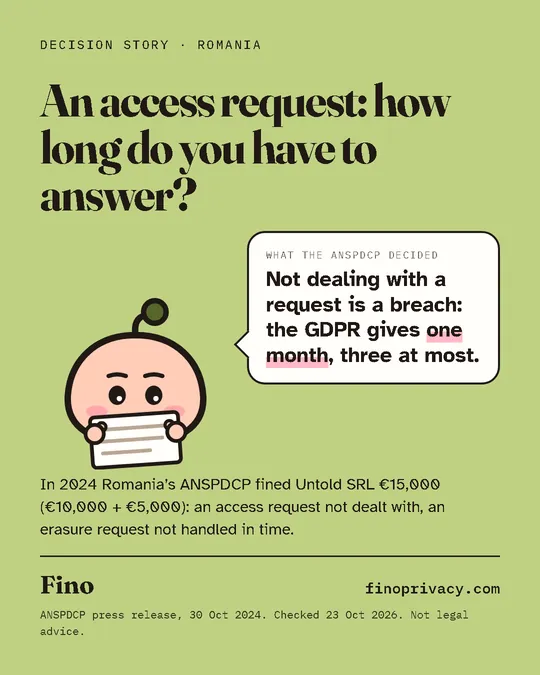 DECISION STORY · ROMANIA
An access request: how
long do you have to
answer?
WHAT THE ANSPDCP DECIDED
Not dealing with a
request is a breach:
the GDPR gives one
month, three at most.
In 2024 Romania's ANSPDCP fined Untold SRL €15,000
(€10,000 + €5,000): an access request not dealt with, an
erasure request not handled in time.
Fino
finoprivacy.com
ANSPDCP press release, 30 Oct 2024. Checked 23 Oct 2026. Not legal
advice.